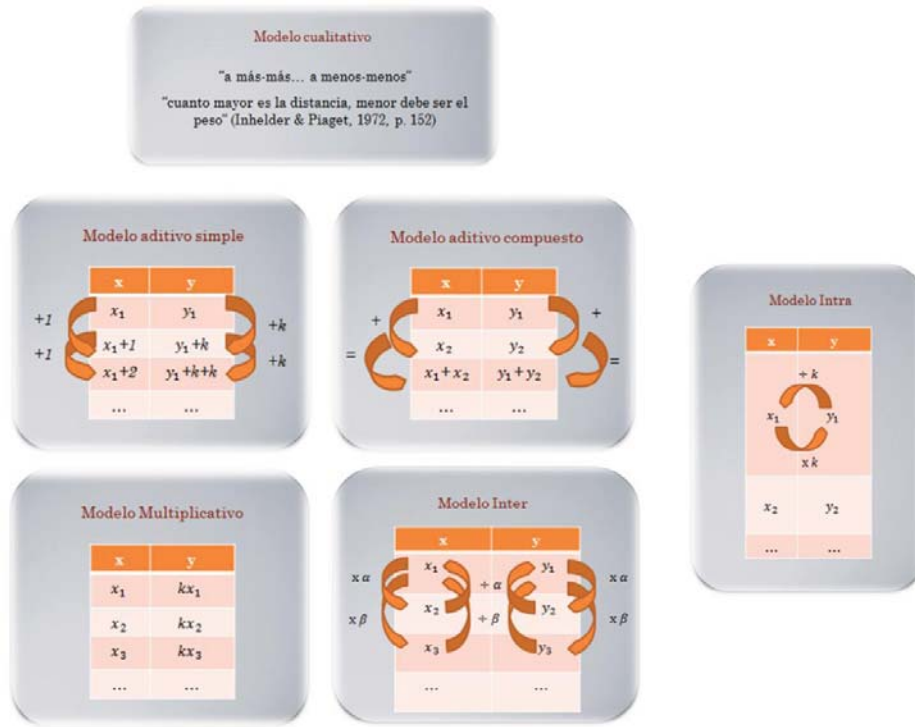 Modelo cualitativo
"a más-más... a menos-menos"
"cuanto mayor es la distancia, menor debe ser el
peso" (Inhelder & Piaget, 1972, p. 152)
Modelo aditivo simple
x y
x₁ y₁
+1 +k
x₁+1 y₁+k
+1 +k
x₁+2 y₁+k+k
... ...
Modelo aditivo compuesto
x y
x₁ y₁
+ +
x₂ y₂
= =
x₁+x₂ y₁+y₂
... ...
Modelo Intra
x y
÷ k
x₁ y₁
x k
x₂ y₂
... ...
Modelo Multiplicativo
x y
x₁ kx₁
x₂ kx₂
x₃ kx₃
... ...
Modelo Inter
x y
x₁ y₁
x α ÷ α x α
x₂ y₂
x β ÷ β x β
x₃ y₃
... ...